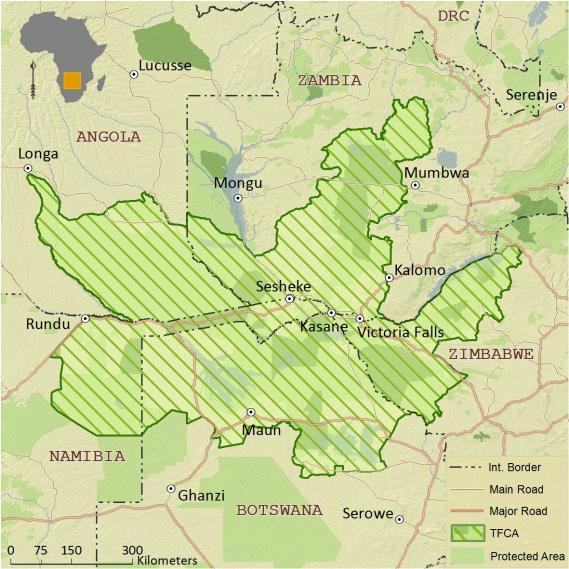 DRC
Lucusse
ZAMBIA
Serenje
ANGOLA
Longa
Mongu
Mumbwa
Kalomo
Sesheke
Rundu
Kasane
Victoria Falls
ZIMBABWE
Maun
NAMIBIA
Ghanzi
BOTSWANA
Serowe
Int. Border
Main Road
Major Road
TFCA
Protected Area
0 75 150 300
Kilometers